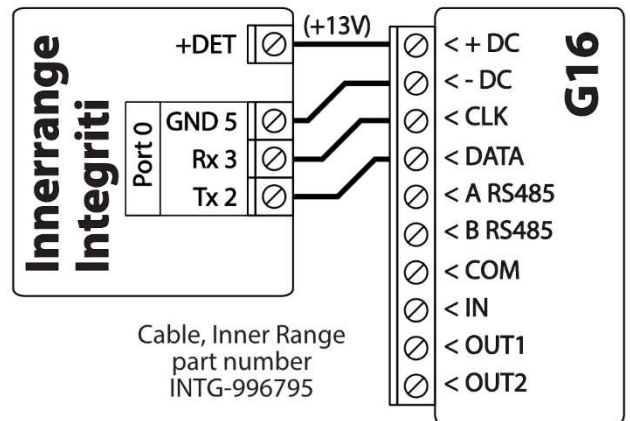 Innerrange
Integriti
+DET
Port 0
GND 5
Rx 3
Tx 2
(+13V)
< + DC
< - DC
< CLK
< DATA
< A RS485
< B RS485
< COM
< IN
< OUT1
< OUT2
G16
Cable, Inner Range
part number
INTG-996795